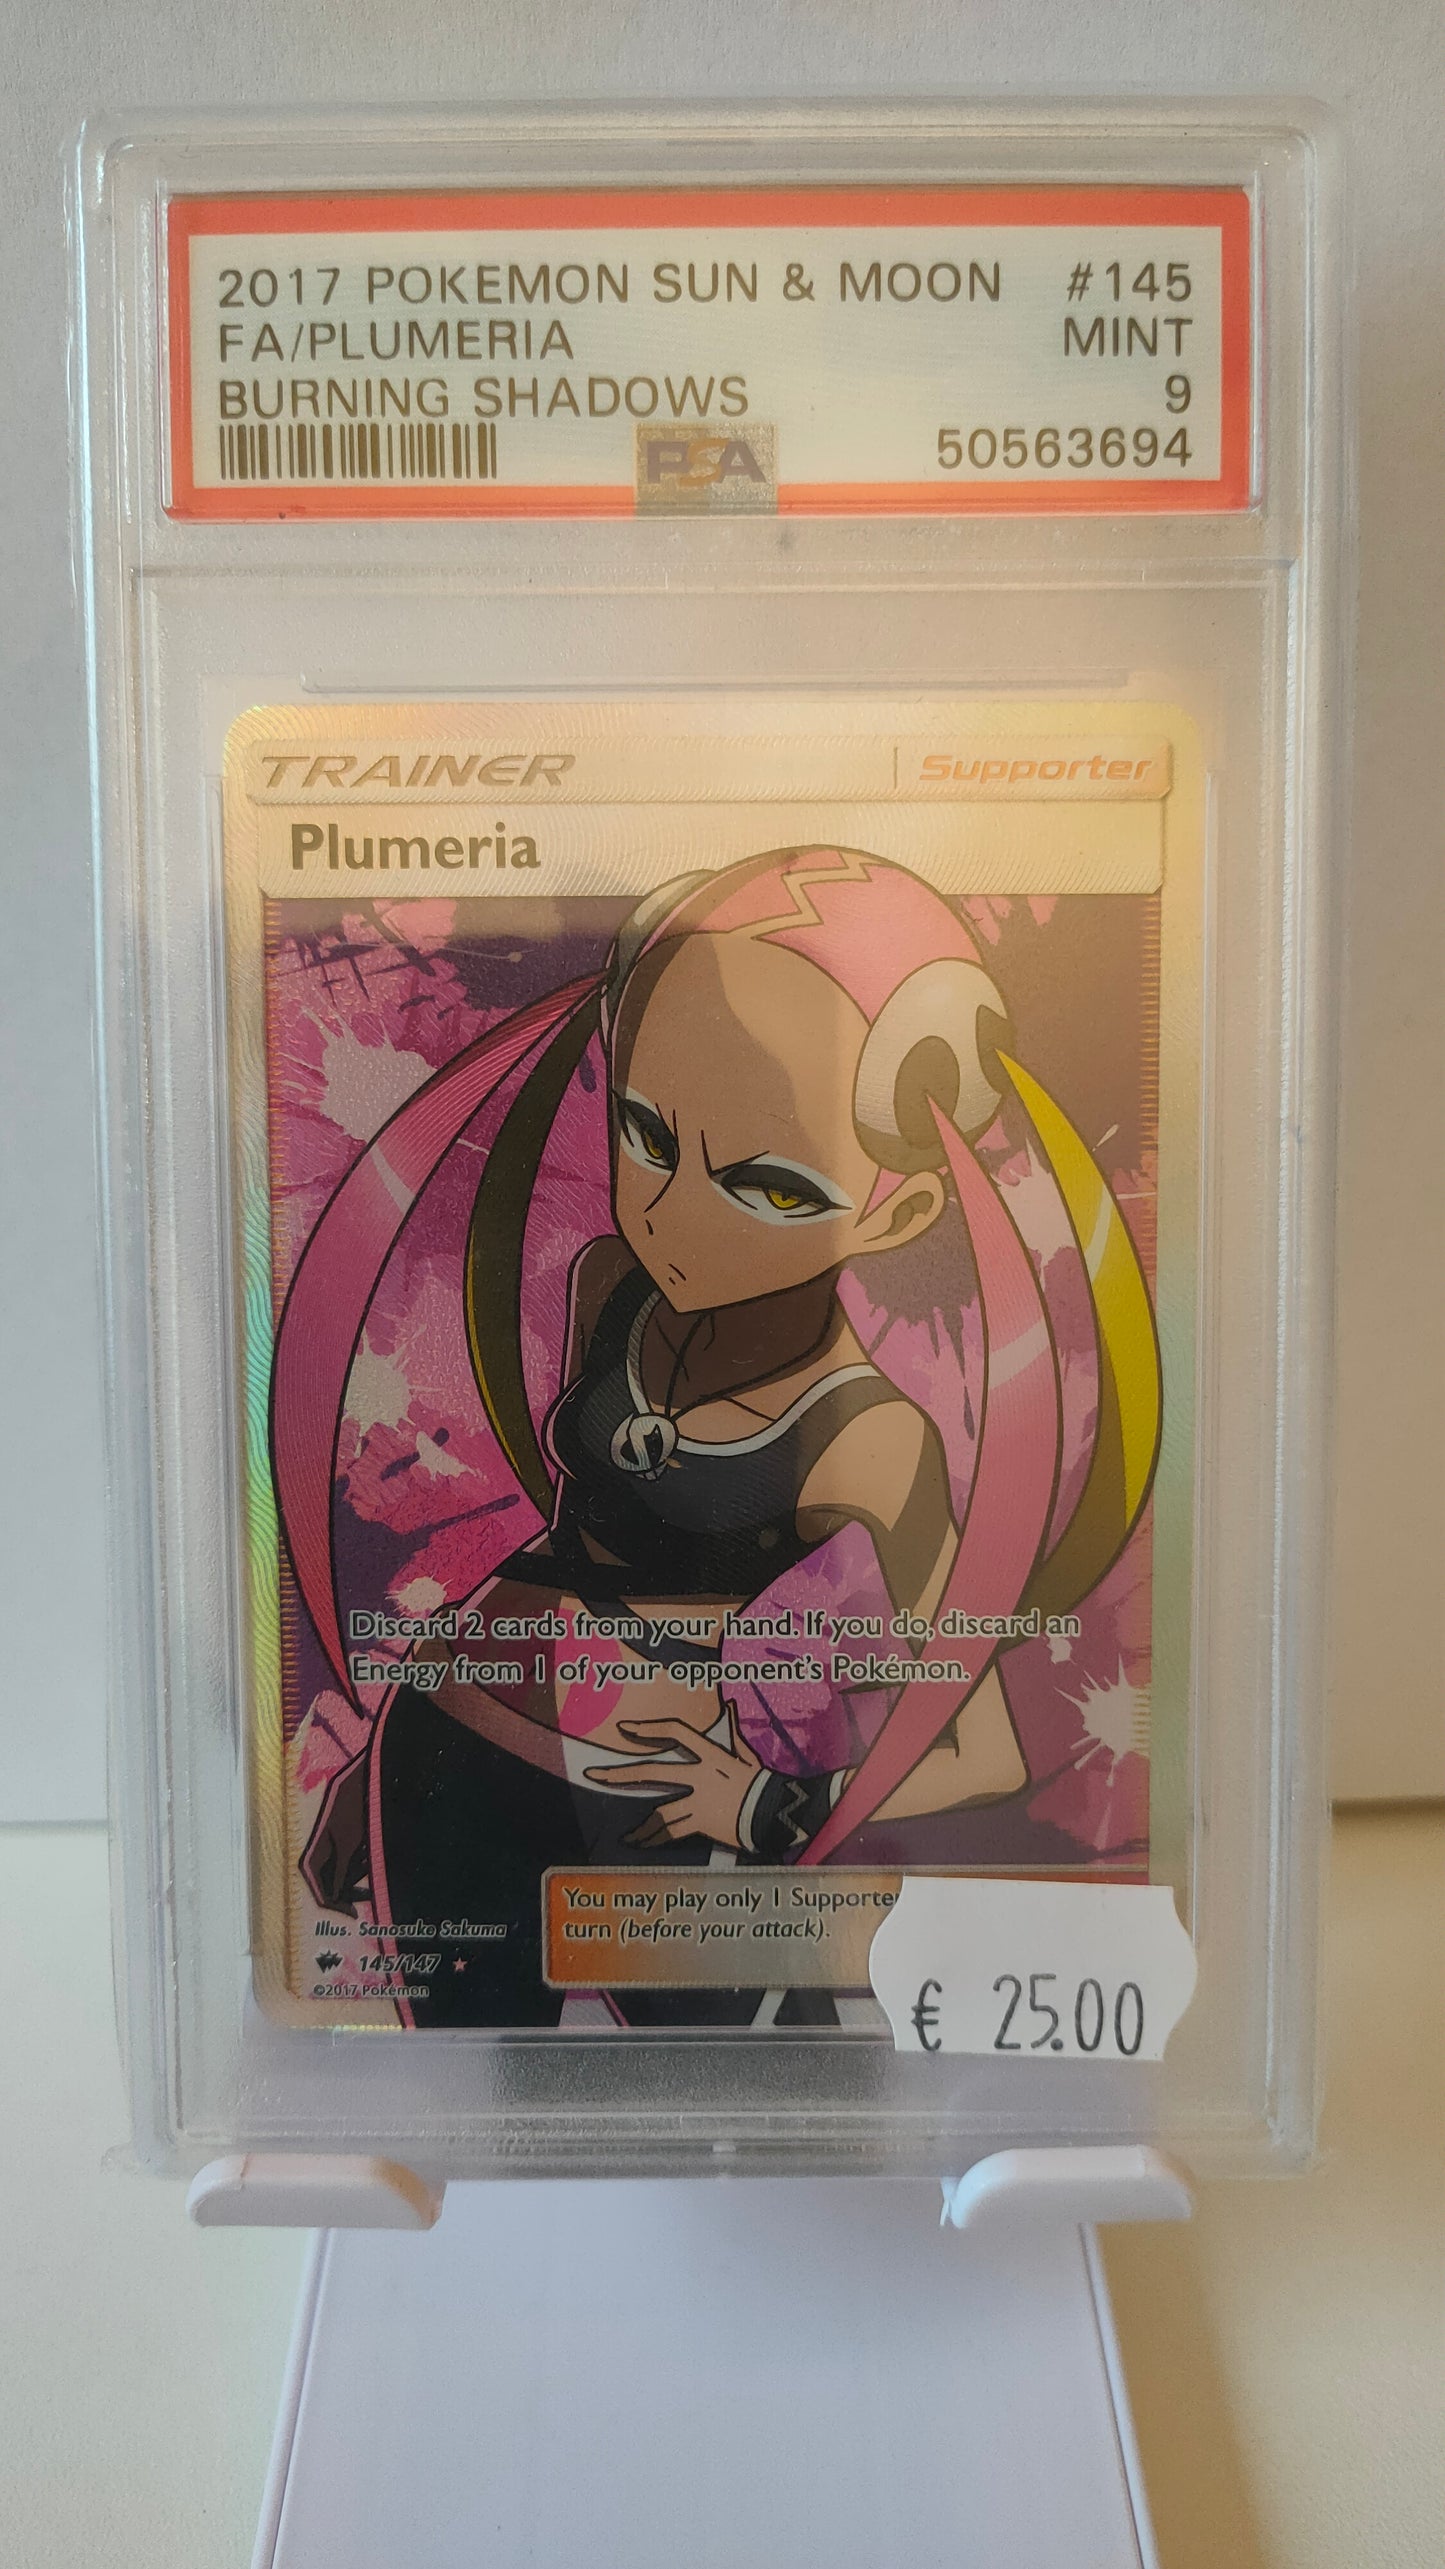 2017 POKEMON SUN & MOON #145
FA/PLUMERIA MINT
BURNING SHADOWS 9
PSA 50563694
TRAINER Supporter
Plumeria
Discard 2 cards from your hand. If you do, discard an
Energy from 1 of your opponent's Pokémon.
You may play only 1 Supporter
turn (before your attack).
Illus. Sanosuke Sakuma
145/147
©2017 Pokémon
€ 25.00